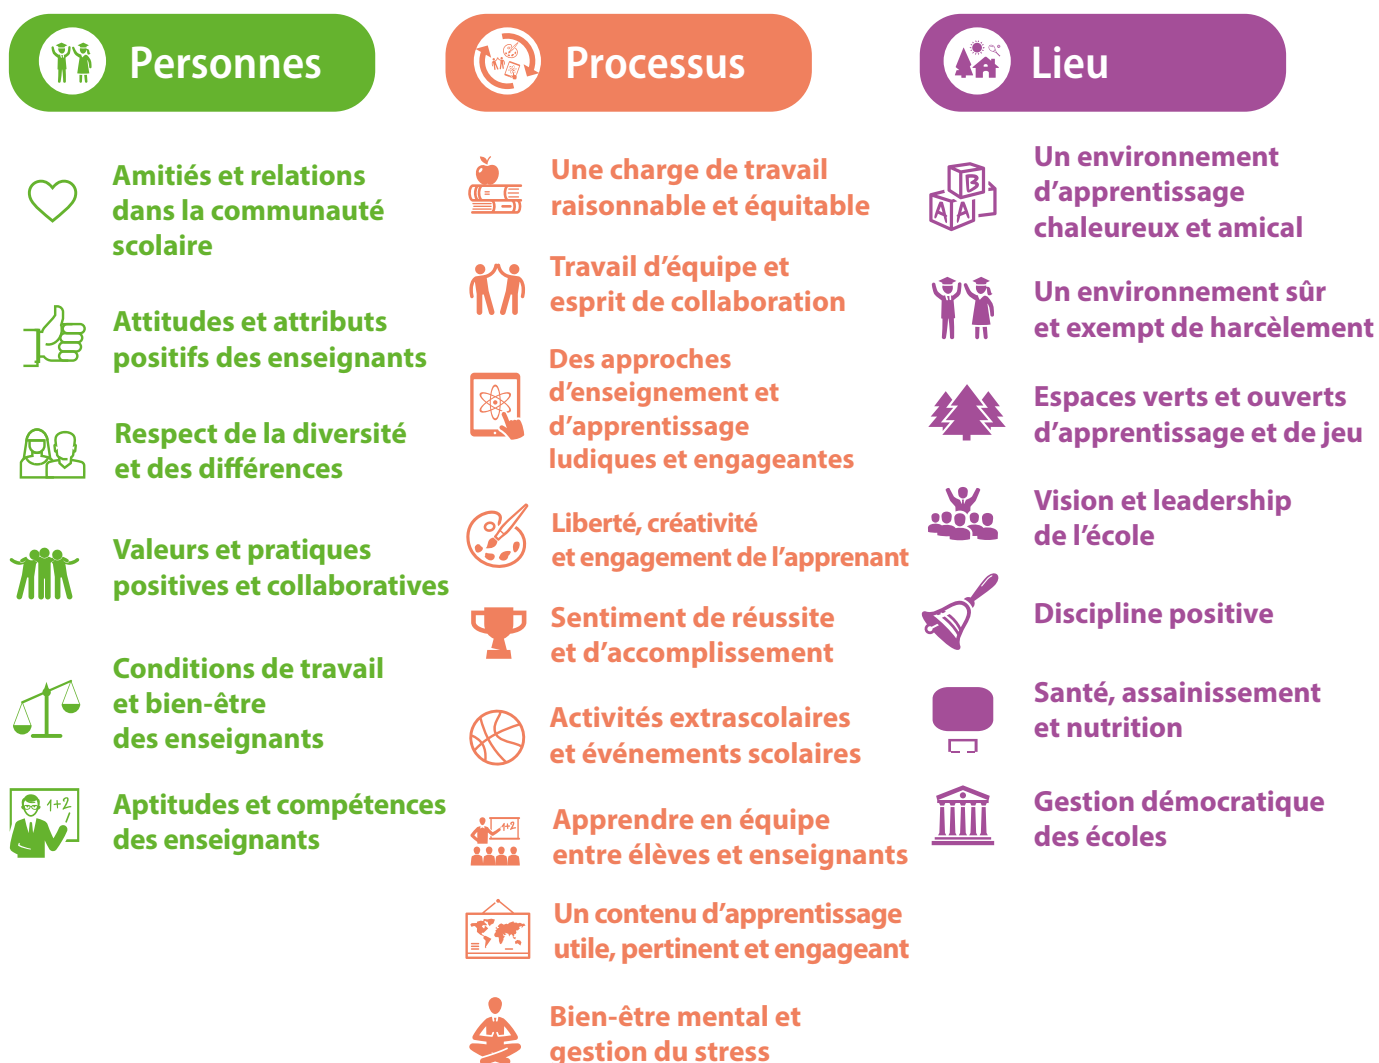 Personnes
Amitiés et relations
dans la communauté
scolaire
Attitudes et attributs
positifs des enseignants
Respect de la diversité
et des différences
Valeurs et pratiques
positives et collaboratives
Conditions de travail
et bien-être
des enseignants
1+2
Aptitudes et compétences
des enseignants
Processus
Une charge de travail
raisonnable et équitable
Travail d’équipe et
esprit de collaboration
Des approches
d’enseignement et
d’apprentissage
ludiques et engageantes
Liberté, créativité
et engagement de l’apprenant
Sentiment de réussite
et d’accomplissement
Activités extrascolaires
et événements scolaires
1+2
Apprendre en équipe
entre élèves et enseignants
Un contenu d’apprentissage
utile, pertinent et engageant
Bien-être mental et
gestion du stress
Lieu
B
A A
Un environnement
d’apprentissage
chaleureux et amical
Un environnement sûr
et exempt de harcèlement
Espaces verts et ouverts
d’apprentissage et de jeu
Vision et leadership
de l’école
Discipline positive
Santé, assainissement
et nutrition
Gestion démocratique
des écoles